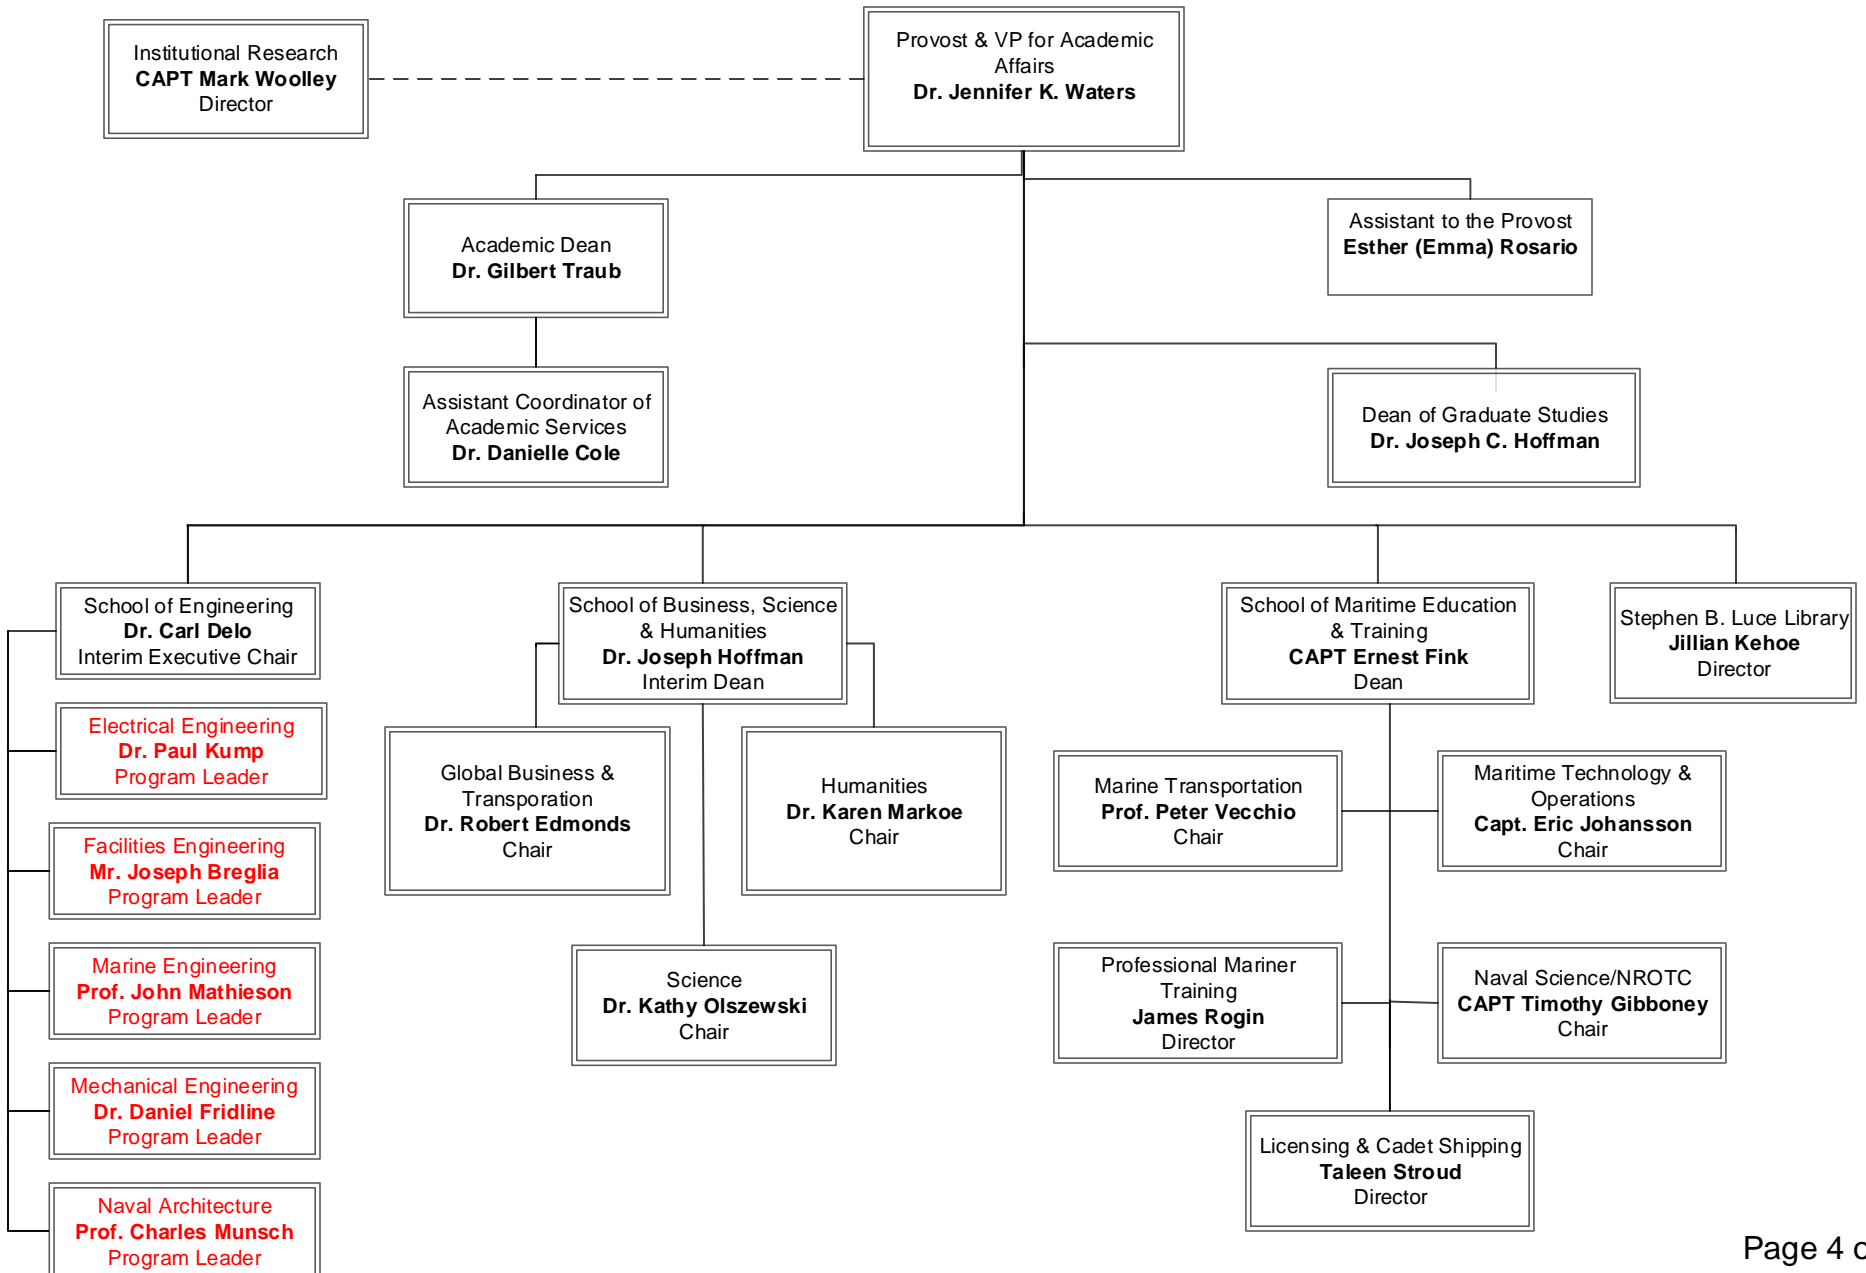 Institutional Research
CAPT Mark Woolley
Director
Provost & VP for Academic
Affairs
Dr. Jennifer K. Waters
Academic Dean
Dr. Gilbert Traub
Assistant to the Provost
Esther (Emma) Rosario
Assistant Coordinator of
Academic Services
Dr. Danielle Cole
Dean of Graduate Studies
Dr. Joseph C. Hoffman
School of Engineering
Dr. Carl Delo
Interim Executive Chair
School of Business, Science
& Humanities
Dr. Joseph Hoffman
Interim Dean
School of Maritime Education
& Training
CAPT Ernest Fink
Dean
Stephen B. Luce Library
Jillian Kehoe
Director
Electrical Engineering
Dr. Paul Kump
Program Leader
Facilities Engineering
Mr. Joseph Breglia
Program Leader
Marine Engineering
Prof. John Mathieson
Program Leader
Mechanical Engineering
Dr. Daniel Fridline
Program Leader
Naval Architecture
Prof. Charles Munsch
Program Leader
Global Business &
Transporation
Dr. Robert Edmonds
Chair
Humanities
Dr. Karen Markoe
Chair
Science
Dr. Kathy Olszewski
Chair
Marine Transportation
Prof. Peter Vecchio
Chair
Maritime Technology &
Operations
Capt. Eric Johansson
Chair
Professional Mariner
Training
James Rogin
Director
Naval Science/NROTC
CAPT Timothy Gibboney
Chair
Licensing & Cadet Shipping
Taleen Stroud
Director
Page 4